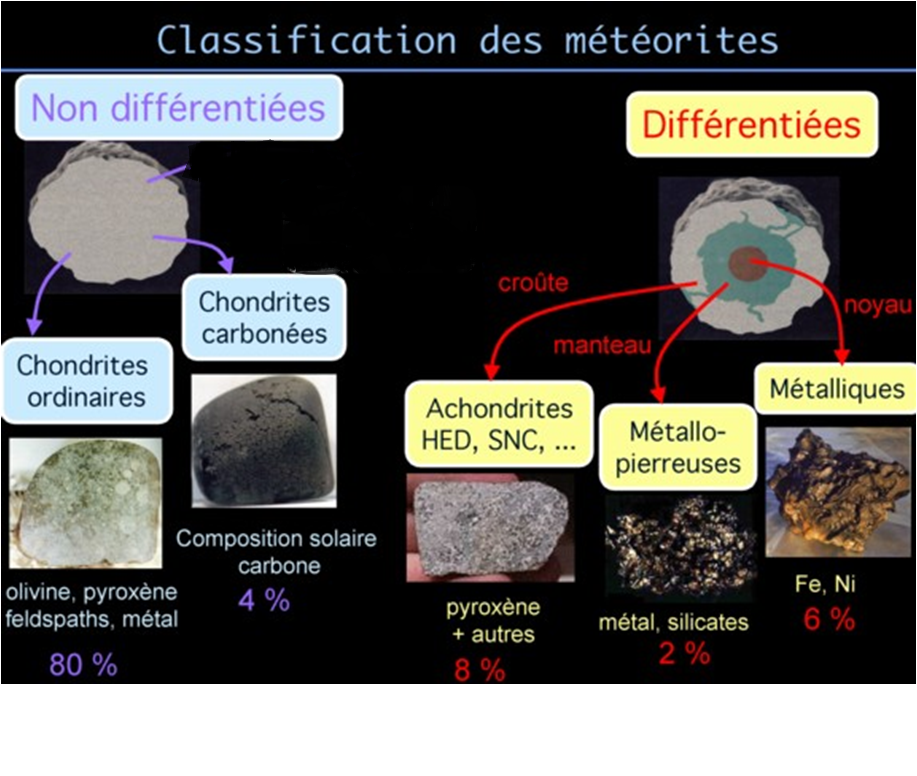 Classification des météorites
Non différentiées
Différentiées
Chondrites
ordinaires
olivine, pyroxène
feldspaths, métal
80 %
Chondrites
carbonées
Composition solaire
carbone
4 %
croûte
manteau
noyau
Achondrites
HED, SNC, ...
pyroxène
+ autres
8 %
Métallo-
pierreuses
métal, silicates
2 %
Métalliques
Fe, Ni
6 %